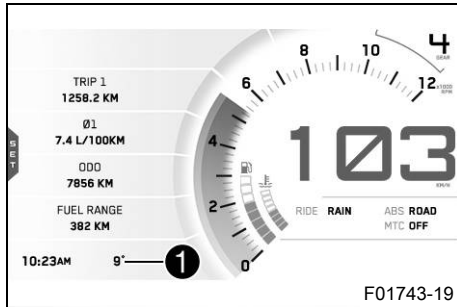 TRIP 1
1258.2 KM
Ø1
7.4 L/100KM
ODO
7856 KM
FUEL RANGE
382 KM
10:23AM 9°
1
SET
0
2
4
6
8
10
12 x1000
RPM
4
GEAR
103
KM/H
RIDE RAIN
ABS ROAD
MTC OFF
F01743-19